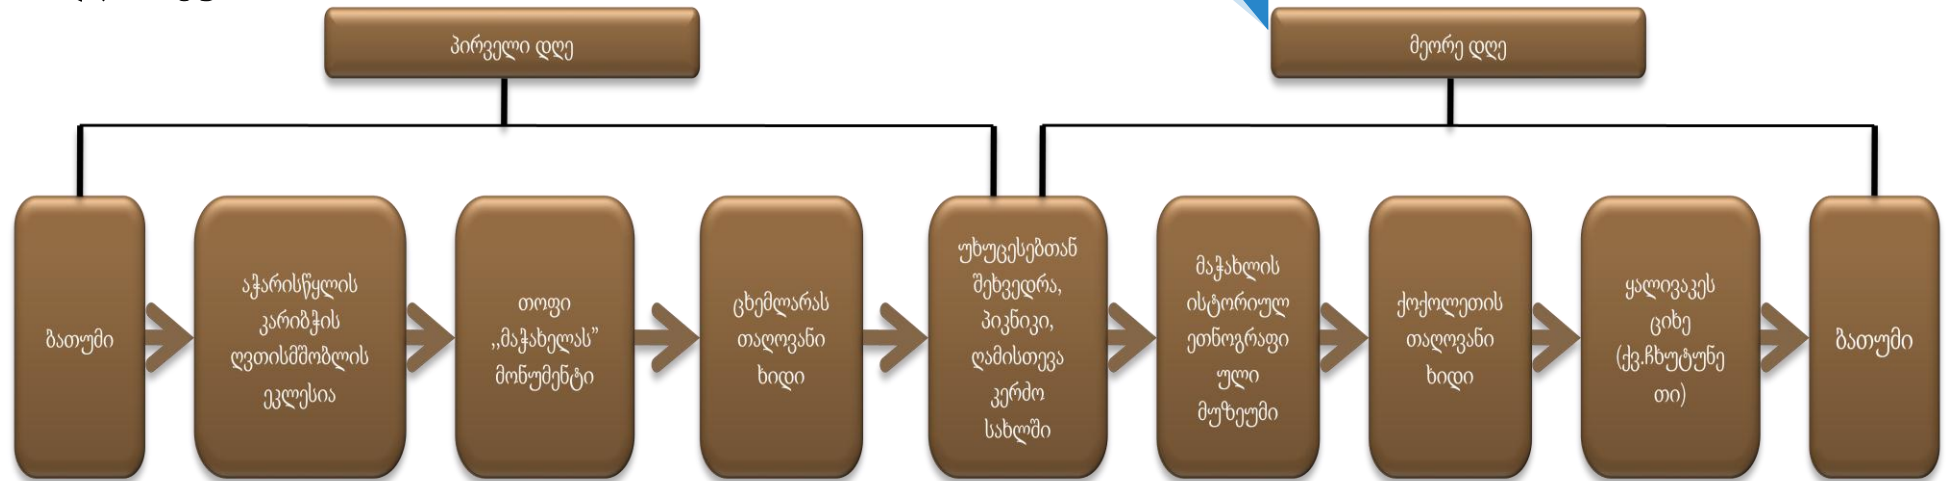 პირველი დღე
მეორე დღე
ბათუმი
აჭარისწყლის
კარიბჭის
ღვთისმშობლის
ეკლესია
თოფი
,,მაჭახელას”
მონუმენტი
ცხემლარას
თაღოვანი
ხიდი
უხუცესებთან
შეხვედრა,
პიკნიკი,
ღამისთევა
კერძო
სახლში
მაჭახლის
ისტორიულ
ეთნოგრაფი
ული
მუზეუმი
ქოქოლეთის
თაღოვანი
ხიდი
ყალივაკეს
ციხე
(ქვ.ჩხუტუნე
თი)
ბათუმი